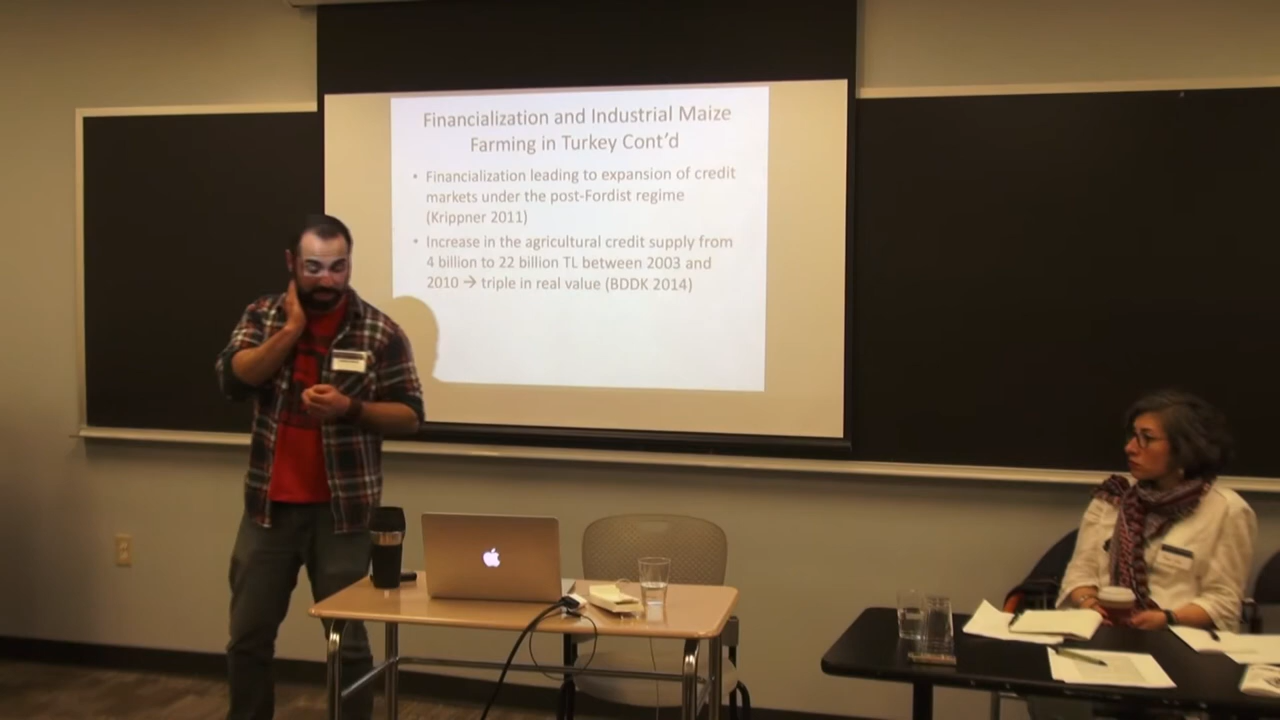 Financialization and Industrial Maize
Farming in Turkey Cont'd
• Financialization leading to expansion of credit
markets under the post-Fordist regime
(Krippner 2011)
• Increase in the agricultural credit supply from
4 billion to 22 billion TL between 2003 and
2010 → triple in real value (BDDK 2014)